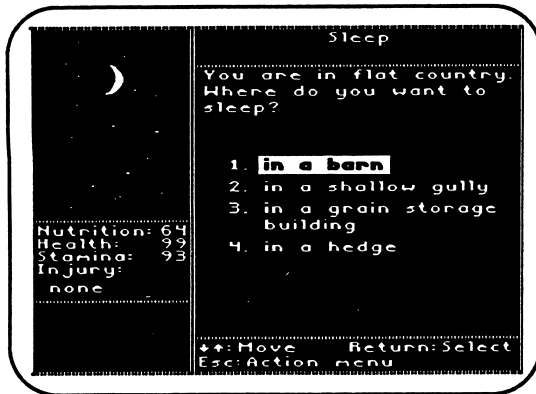 Sleep
You are in flat country.
Where do you want to
sleep?
1. in a barn
2. in a shallow gully
3. in a grain storage
building
4. in a hedge
Nutrition: 64
Health: 99
Stamina: 93
Injury:
none
↓↑:Move Return:Select
Esc:Action menu